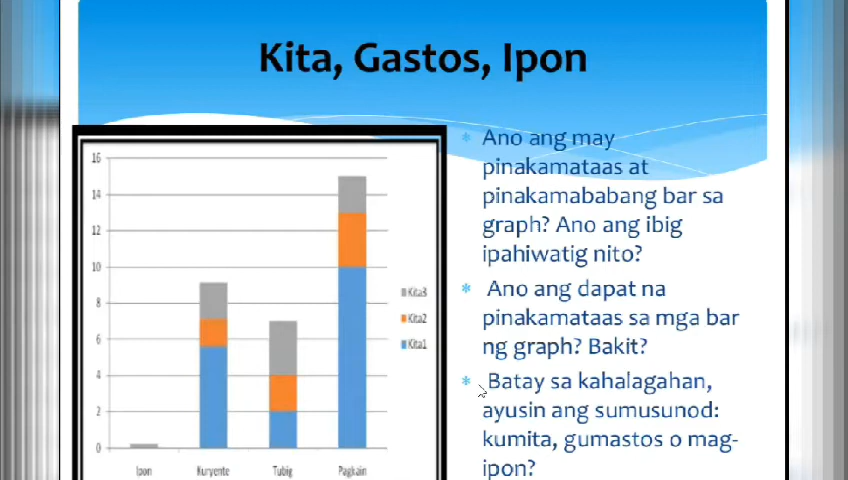 Kita, Gastos, Ipon
16
14
12
10
8
6
4
2
0
Ipon Kuryente Tubig Pagkain
Kita3
Kita2
Kita1
Ano ang may
pinakamataas at
pinakamababang bar sa
graph? Ano ang ibig
ipahiwatig nito?
Ano ang dapat na
pinakamataas sa mga bar
ng graph? Bakit?
Batay sa kahalagahan,
ayusin ang sumusunod:
kumita, gumastos o mag-
ipon?